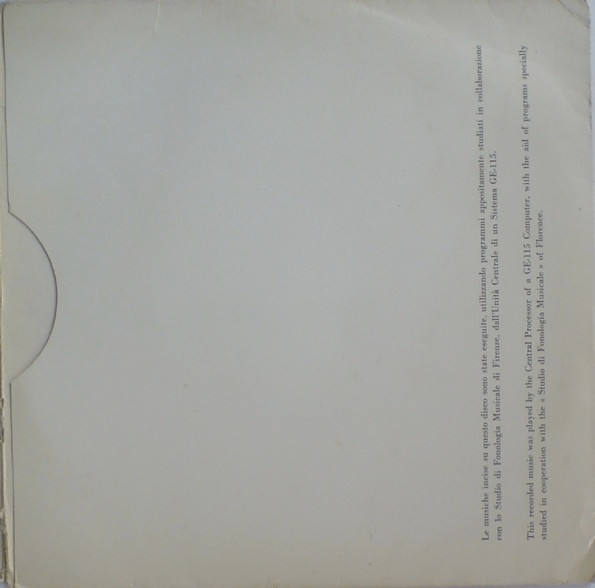 Le musiche incise su questo disco sono state eseguite, utilizzando programmi appositamente studiati in collaborazione
con lo Studio di Fonologia Musicale di Firenze, dall'Unità Centrale di un Sistema GE-115.
This recorded music was played by the Central Processor of a GE-115 Computer, with the aid of programs specially
studied in cooperation with the « Studio di Fonologia Musicale » of Florence.